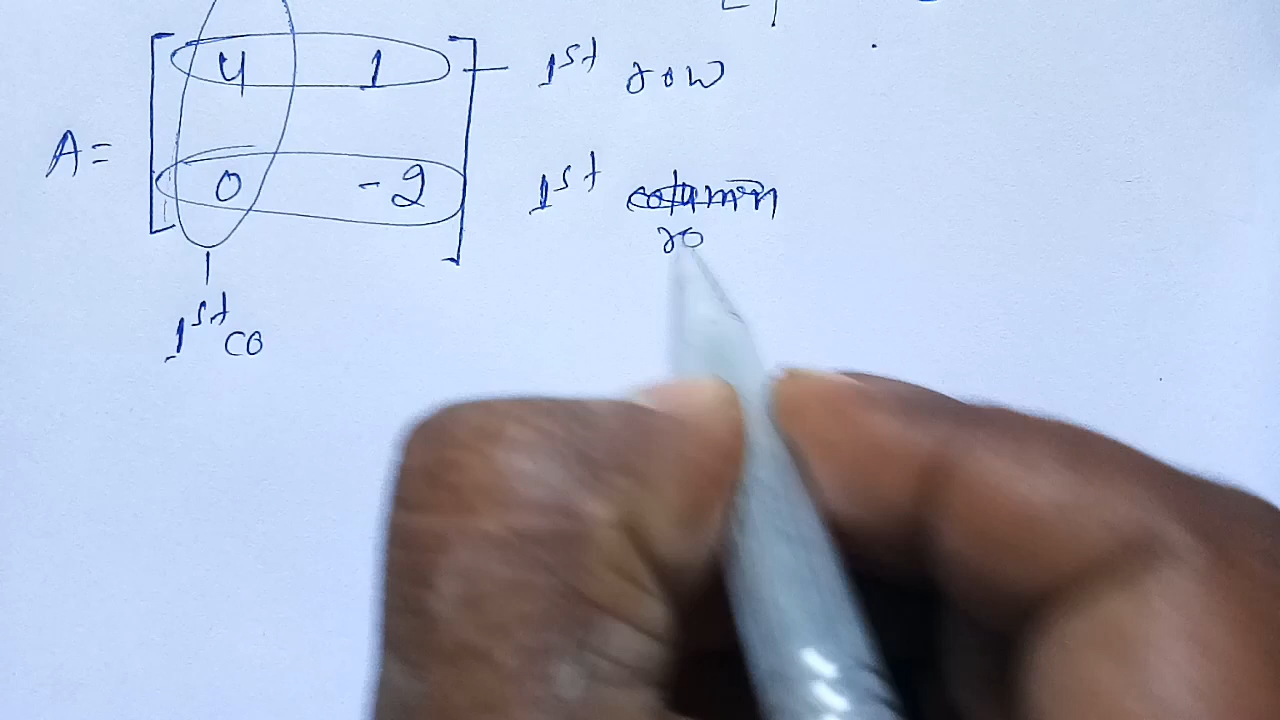 4 1 1st row
A=
0 -2 1st column
ro
1st co